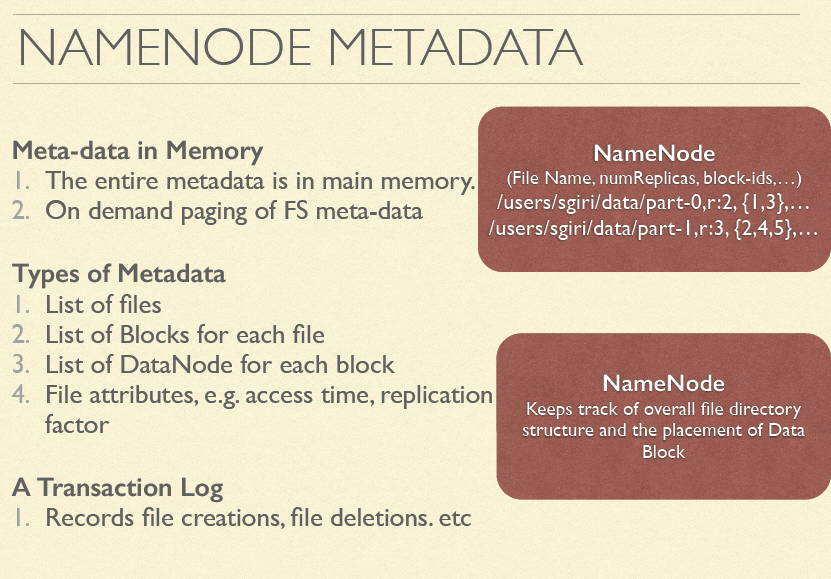 NAMENODE METADATA
Meta-data in Memory
1. The entire metadata is in main memory.
2. On demand paging of FS meta-data
Types of Metadata
1. List of files
2. List of Blocks for each file
3. List of DataNode for each block
4. File attributes, e.g. access time, replication
factor
A Transaction Log
1. Records file creations, file deletions. etc
NameNode
(File Name, numReplicas, block-ids,...)
/users/sgiri/data/part-0,r:2, {1,3},...
/users/sgiri/data/part-1,r:3, {2,4,5},...
NameNode
Keeps track of overall file directory
structure and the placement of Data
Block